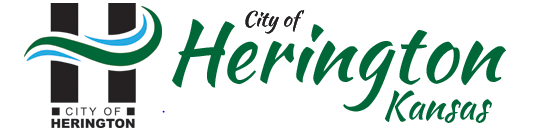 H
CITY OF
HERINGTON
City of
Herington
Kansas